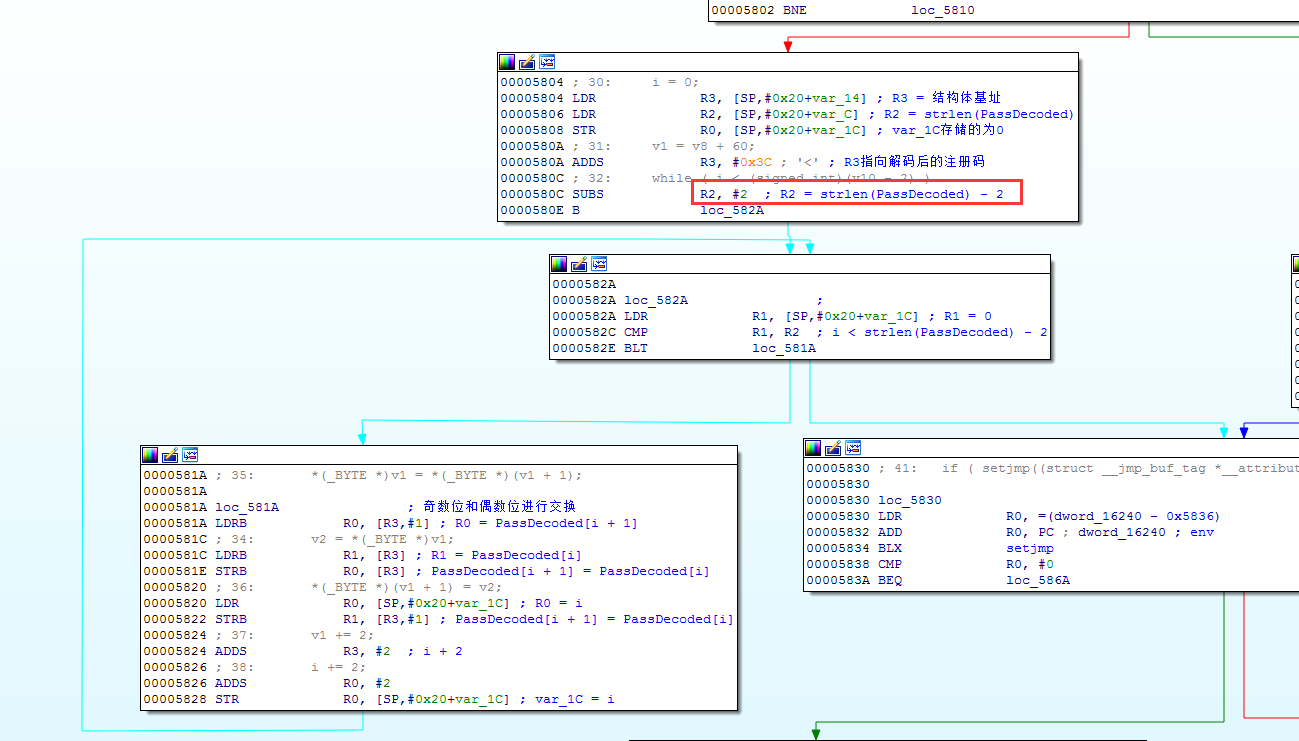 00005802 BNE loc_5810
00005804 ; 30: i = 0;
00005804 LDR R3, [SP,#0x20+var_14] ; R3 = 结构体基址
00005806 LDR R2, [SP,#0x20+var_C] ; R2 = strlen(PassDecoded)
00005808 STR R0, [SP,#0x20+var_1C] ; var_1C存储的为0
0000580A ; 31: v1 = v8 + 60;
0000580A ADDS R3, #0x3C ; '<' ; R3指向解码后的注册码
0000580C ; 32: while ( i < (signed int)(v10 - 2) )
0000580C SUBS R2, #2 ; R2 = strlen(PassDecoded) - 2
0000580E B loc_582A
0000582A
0000582A loc_582A ;
0000582A LDR R1, [SP,#0x20+var_1C] ; R1 = 0
0000582C CMP R1, R2 ; i < strlen(PassDecoded) - 2
0000582E BLT loc_581A
0000581A ; 35: *(_BYTE *)v1 = *(_BYTE *)(v1 + 1);
0000581A
0000581A loc_581A ; 奇数位和偶数位进行交换
0000581A LDRB R0, [R3,#1] ; R0 = PassDecoded[i + 1]
0000581C ; 34: v2 = *(_BYTE *)v1;
0000581C LDRB R1, [R3] ; R1 = PassDecoded[i]
0000581E STRB R0, [R3] ; PassDecoded[i + 1] = PassDecoded[i]
00005820 ; 36: *(_BYTE *)(v1 + 1) = v2;
00005820 LDR R0, [SP,#0x20+var_1C] ; R0 = i
00005822 STRB R1, [R3,#1] ; PassDecoded[i + 1] = PassDecoded[i]
00005824 ; 37: v1 += 2;
00005824 ADDS R3, #2 ; i + 2
00005826 ; 38: i += 2;
00005826 ADDS R0, #2
00005828 STR R0, [SP,#0x20+var_1C] ; var_1C = i
00005830 ; 41: if ( setjmp((struct __jmp_buf_tag *__attribut
00005830
00005830 loc_5830
00005830 LDR R0, =(dword_16240 - 0x5836)
00005832 ADD R0, PC ; dword_16240 ; env
00005834 BLX setjmp
00005838 CMP R0, #0
0000583A BEQ loc_586A